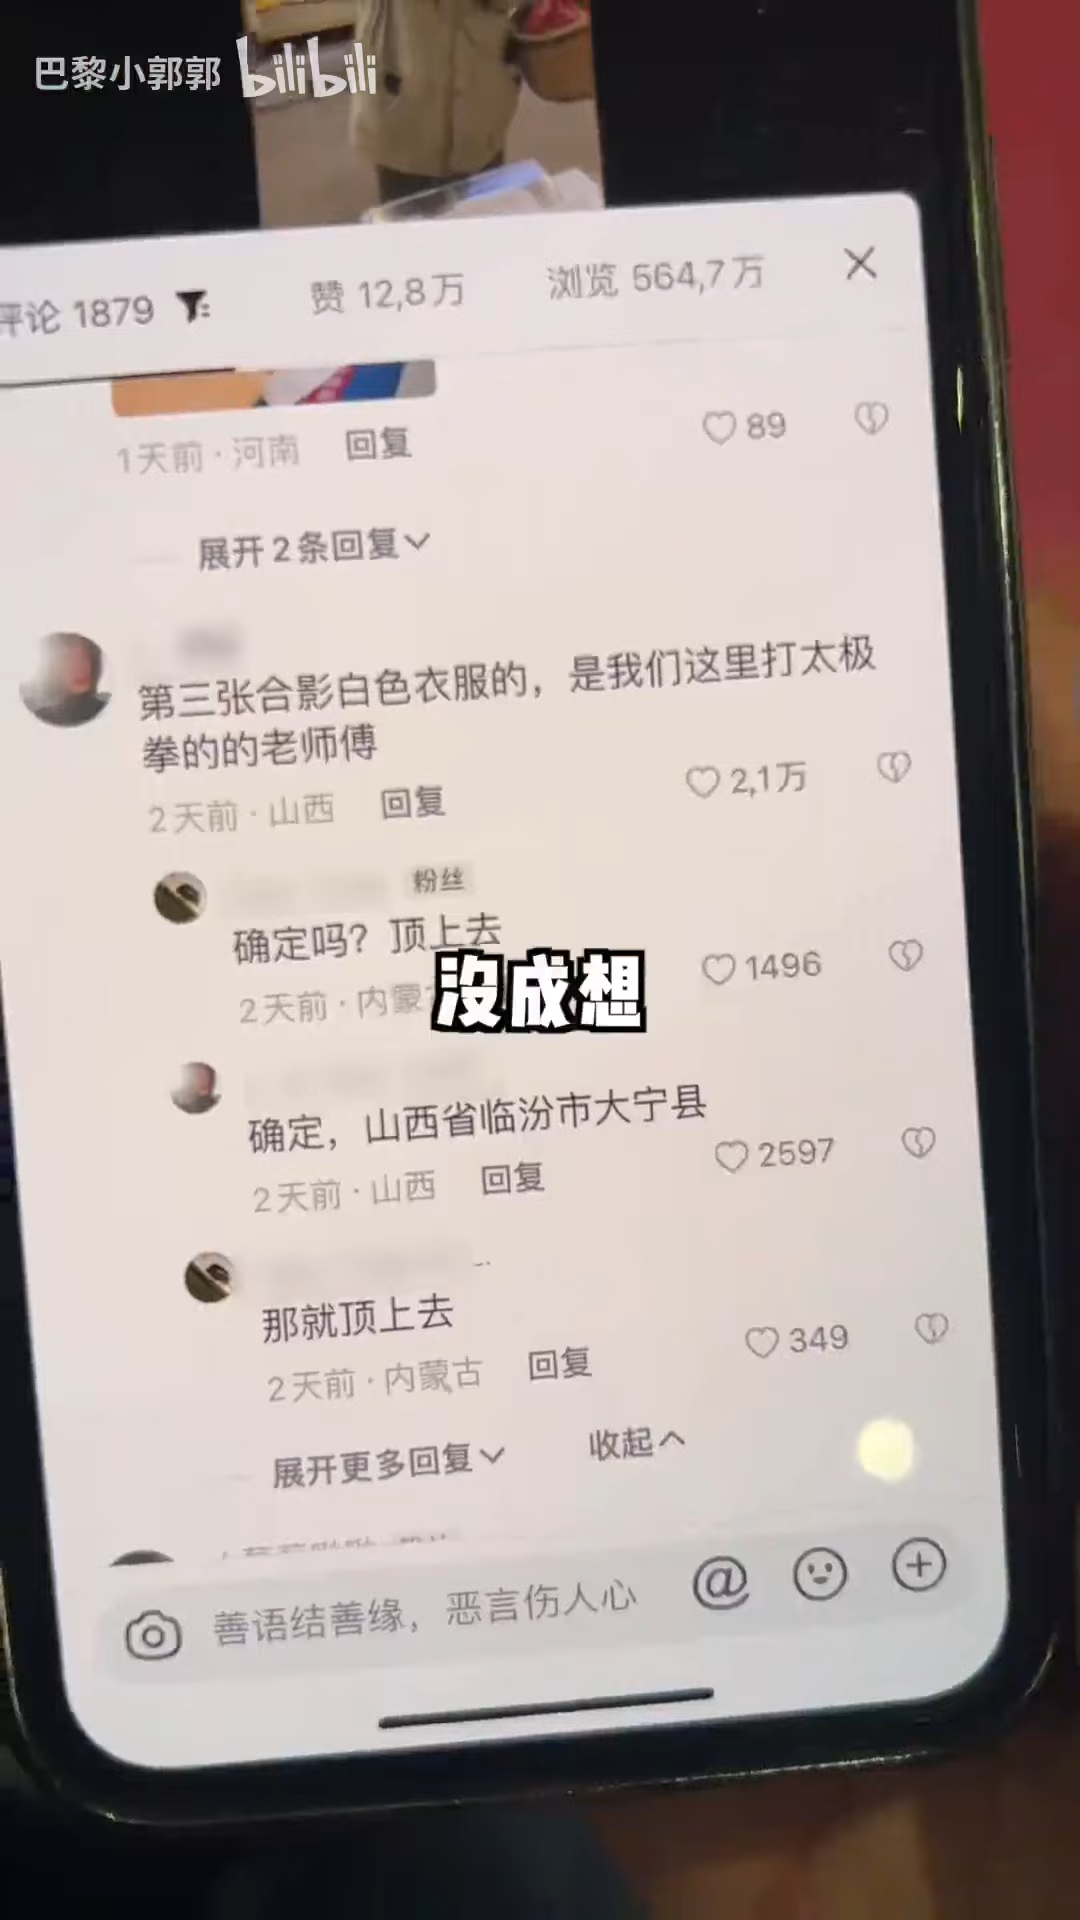 巴黎小郭郭 bilibili
评论 1879 赞 12,8万 浏览 564,7万
1天前·河南 回复 89
展开2条回复
第三张合影白色衣服的，是我们这里打太极
拳的的老师傅
2天前·山西 回复 2,1万
粉丝
确定吗？顶上去
2天前·内蒙 1496
没成想
确定，山西省临汾市大宁县
2天前·山西 回复 2597
那就顶上去
2天前·内蒙古 回复 349
展开更多回复 收起
善语结善缘，恶言伤人心 @